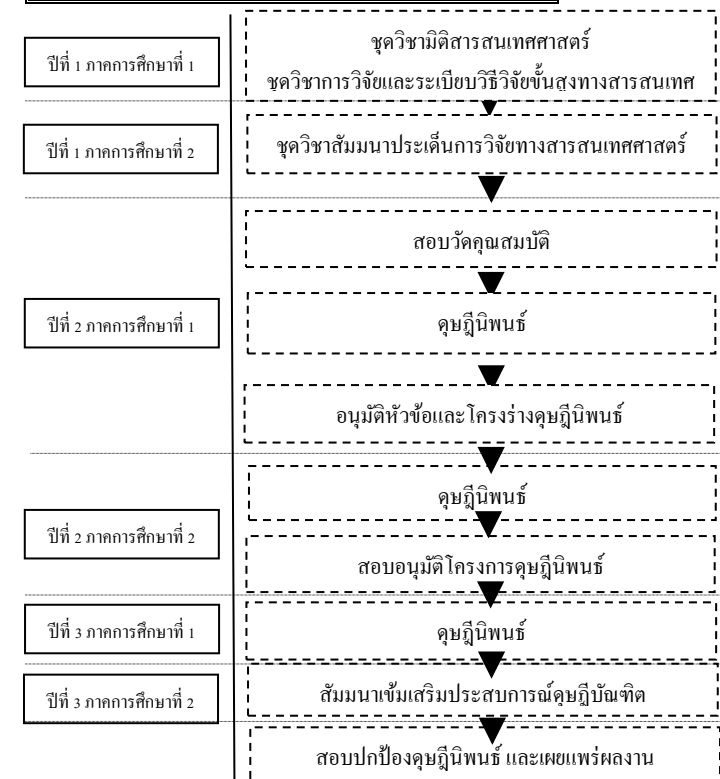 ปีที่ 1 ภาคการศึกษาที่ 1
ชุดวิชามิติสารสนเทศศาสตร์
ชุดวิชาการวิจัยและระเบียบวิธีวิจัยขั้นสูงทางสารสนเทศ
ปีที่ 1 ภาคการศึกษาที่ 2
ชุดวิชาสัมมนาประเด็นการวิจัยทางสารสนเทศศาสตร์
ปีที่ 2 ภาคการศึกษาที่ 1
สอบวัดคุณสมบัติ
ดุษฎีนิพนธ์
อนุมัติหัวข้อและโครงร่างดุษฎีนิพนธ์
ปีที่ 2 ภาคการศึกษาที่ 2
ดุษฎีนิพนธ์
สอบอนุมัติโครงการดุษฎีนิพนธ์
ปีที่ 3 ภาคการศึกษาที่ 1
ดุษฎีนิพนธ์
ปีที่ 3 ภาคการศึกษาที่ 2
สัมมนาเข้มเสริมประสบการณ์ดุษฎีบัณฑิต
สอบปกป้องดุษฎีนิพนธ์ และเผยแพร่ผลงาน